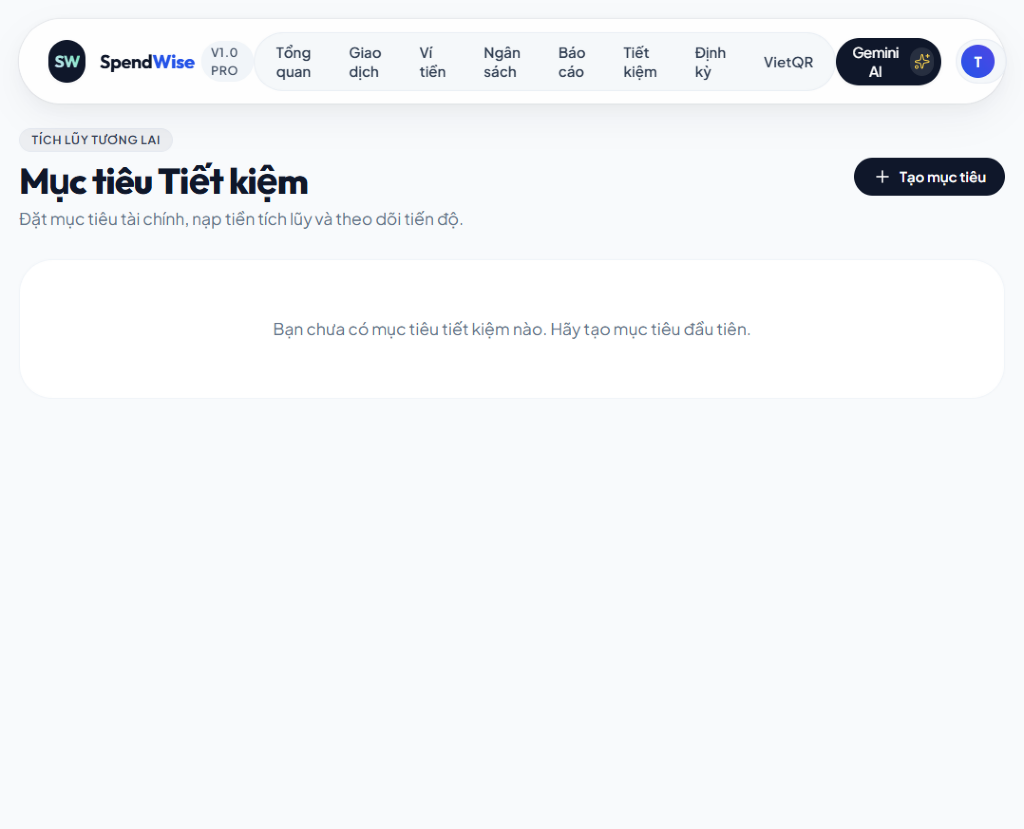 SW
SpendWise
V1.0
PRO
Tổng
quan
Giao
dịch
Ví
tiền
Ngân
sách
Báo
cáo
Tiết
kiệm
Định
kỳ
VietQR
Gemini
AI
T
TÍCH LŨY TƯƠNG LAI
Mục tiêu Tiết kiệm
Đặt mục tiêu tài chính, nạp tiền tích lũy và theo dõi tiến độ.
Tạo mục tiêu
Bạn chưa có mục tiêu tiết kiệm nào. Hãy tạo mục tiêu đầu tiên.